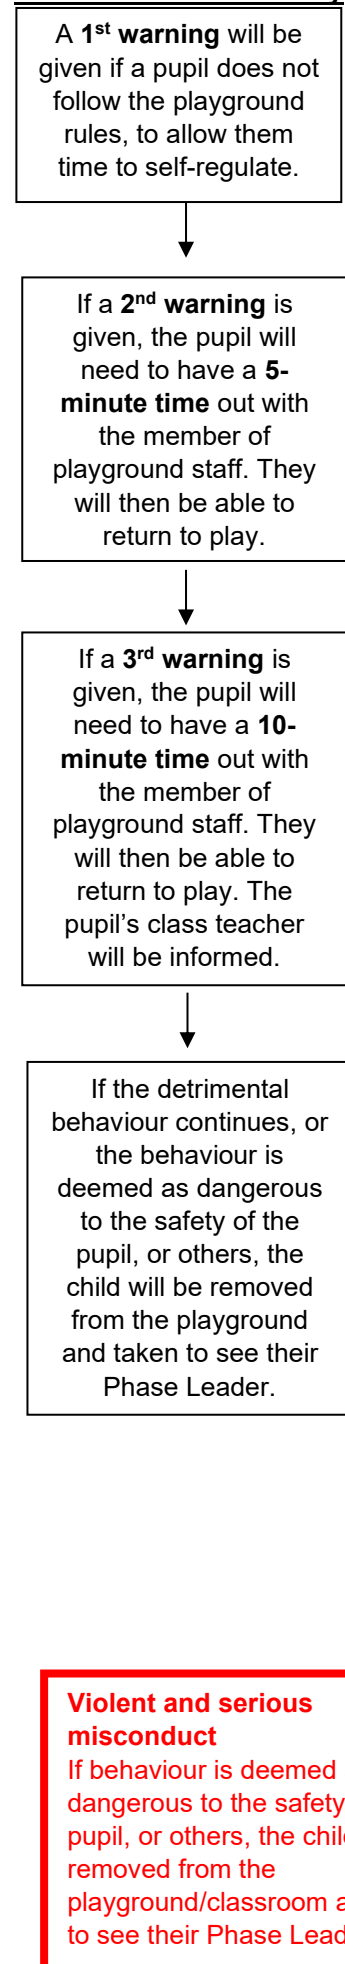 A 1st warning will be
given if a pupil does not
follow the playground
rules, to allow them
time to self-regulate.
If a 2nd warning is
given, the pupil will
need to have a 5-
minute time out with
the member of
playground staff. They
will then be able to
return to play.
If a 3rd warning is
given, the pupil will
need to have a 10-
minute time out with
the member of
playground staff. They
will then be able to
return to play. The
pupil’s class teacher
will be informed.
If the detrimental
behaviour continues, or
the behaviour is
deemed as dangerous
to the safety of the
pupil, or others, the
child will be removed
from the playground
and taken to see their
Phase Leader.
Violent and serious
misconduct
If behaviour is deemed
dangerous to the safety
pupil, or others, the
removed from the
playground/classroom
to see their Phase